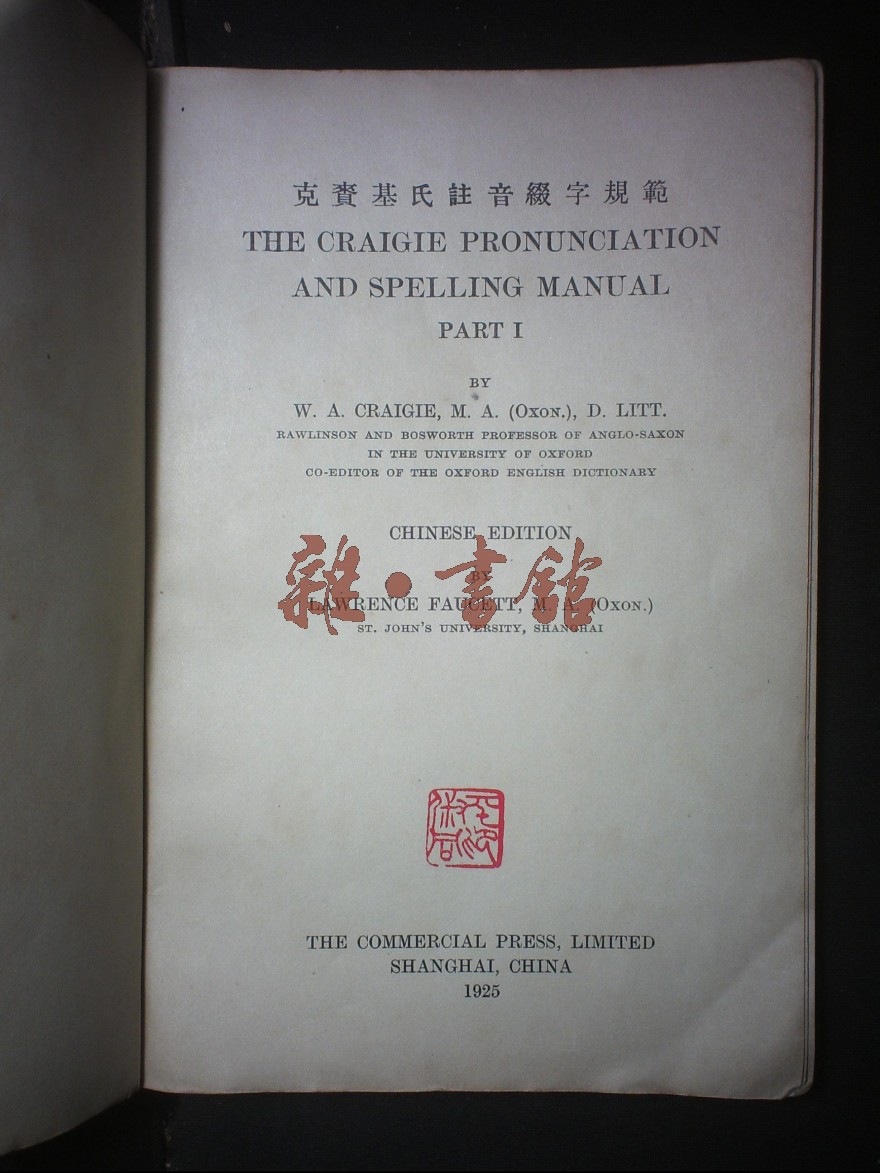 克賚基氏註音綴字規範
THE CRAIGIE PRONUNCIATION
AND SPELLING MANUAL
PART I
BY
W. A. CRAIGIE, M. A. (OXON.), D. LITT.
RAWLINSON AND BOSWORTH PROFESSOR OF ANGLO-SAXON
IN THE UNIVERSITY OF OXFORD
CO-EDITOR OF THE OXFORD ENGLISH DICTIONARY
CHINESE EDITION
BY
雜·書館
LAWRENCE FAUCETT, M. A. (OXON.)
ST. JOHN'S UNIVERSITY, SHANGHAI
THE COMMERCIAL PRESS, LIMITED
SHANGHAI, CHINA
1925